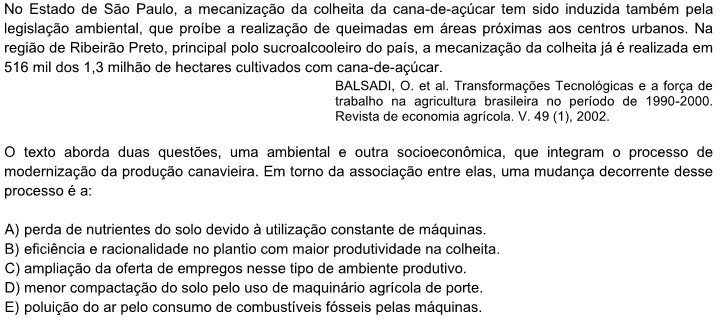 No Estado de São Paulo, a mecanização da colheita da cana-de-açúcar tem sido induzida também pela
legislação ambiental, que proíbe a realização de queimadas em áreas próximas aos centros urbanos. Na
região de Ribeirão Preto, principal polo sucroalcooleiro do país, a mecanização da colheita já é realizada em
516 mil dos 1,3 milhão de hectares cultivados com cana-de-açúcar.
BALSADI, O. et al. Transformações Tecnológicas e a força de
trabalho na agricultura brasileira no período de 1990-2000.
Revista de economia agrícola. V. 49 (1), 2002.
O texto aborda duas questões, uma ambiental e outra socioeconômica, que integram o processo de
modernização da produção canavieira. Em torno da associação entre elas, uma mudança decorrente desse
processo é a:
A) perda de nutrientes do solo devido à utilização constante de máquinas.
B) eficiência e racionalidade no plantio com maior produtividade na colheita.
C) ampliação da oferta de empregos nesse tipo de ambiente produtivo.
D) menor compactação do solo pelo uso de maquinário agrícola de porte.
E) poluição do ar pelo consumo de combustíveis fósseis pelas máquinas.